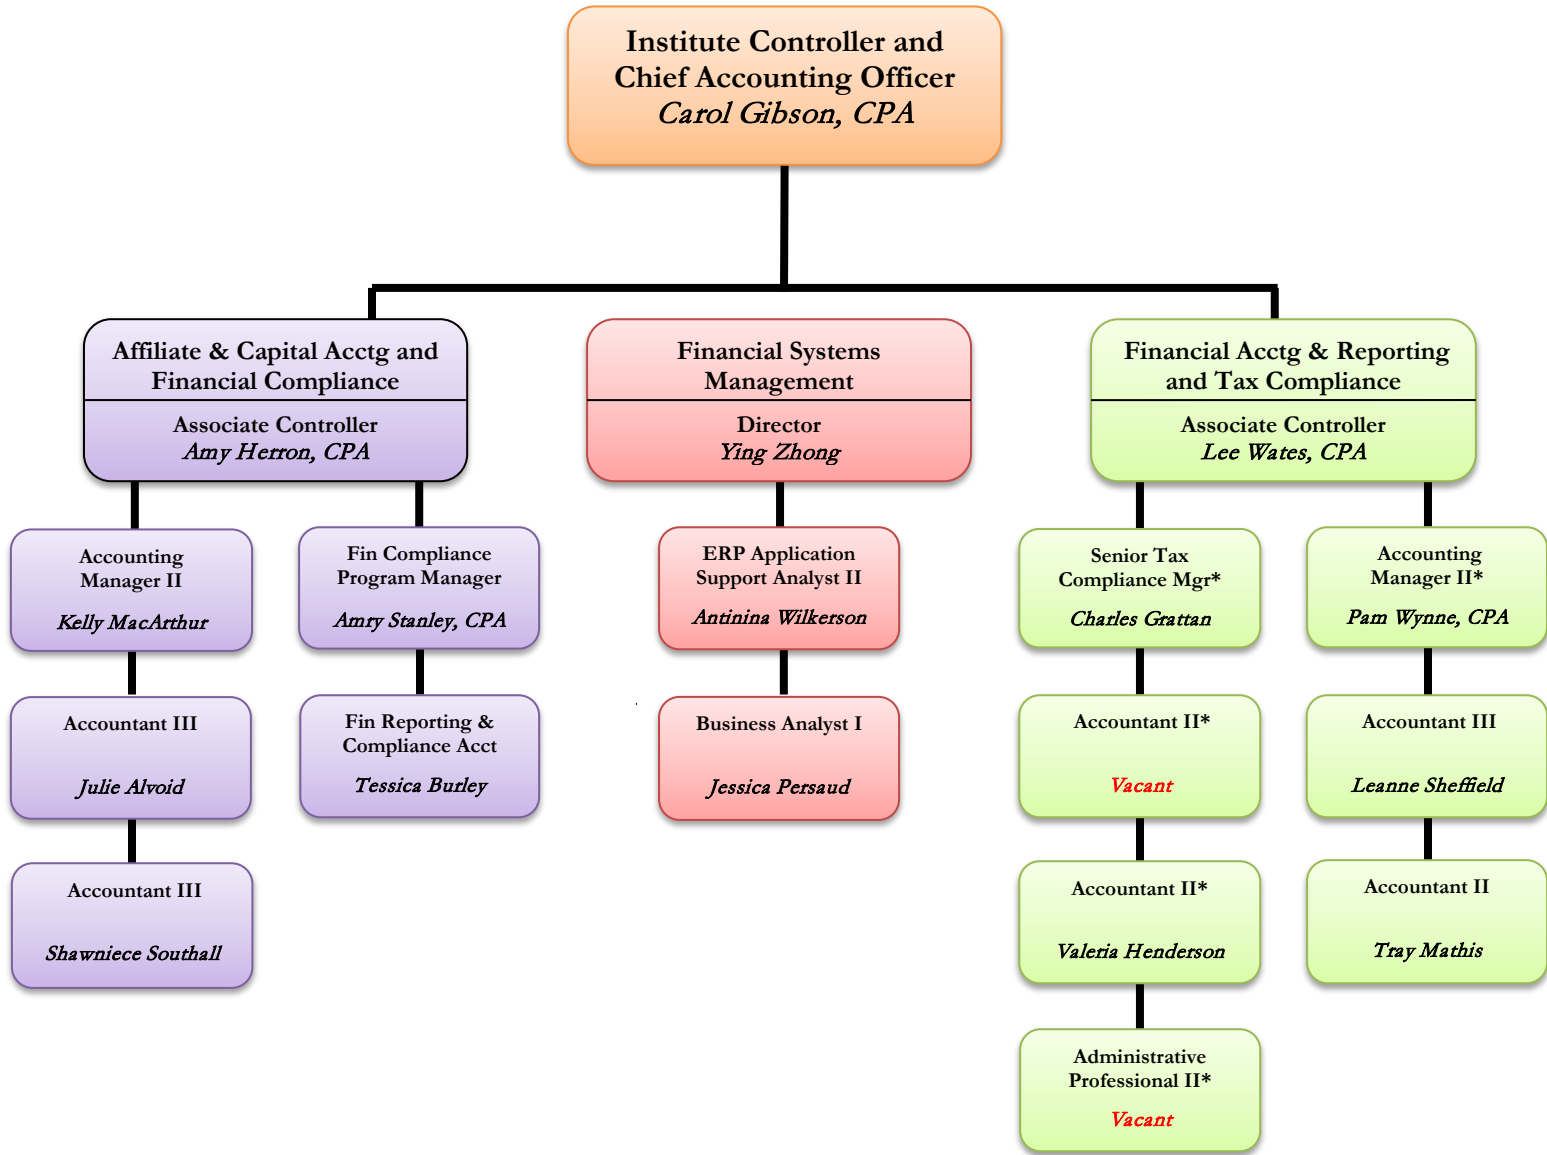 Institute Controller and
Chief Accounting Officer
Carol Gibson, CPA
Affiliate & Capital Acctg and
Financial Compliance
Associate Controller
Amy Herron, CPA
Financial Systems
Management
Director
Ying Zhong
Financial Acctg & Reporting
and Tax Compliance
Associate Controller
Lee Wates, CPA
Accounting
Manager II
Kelly MacArthur
Fin Compliance
Program Manager
Amry Stanley, CPA
ERP Application
Support Analyst II
Antinina Wilkerson
Senior Tax
Compliance Mgr*
Charles Grattan
Accounting
Manager II*
Pam Wynne, CPA
Accountant III
Julie Alvoid
Fin Reporting &
Compliance Acct
Tessica Burley
Business Analyst I
Jessica Persaud
Accountant II*
Vacant
Accountant III
Leanne Sheffield
Accountant III
Shawniece Southall
Accountant II*
Valeria Henderson
Accountant II
Tray Mathis
Administrative
Professional II*
Vacant